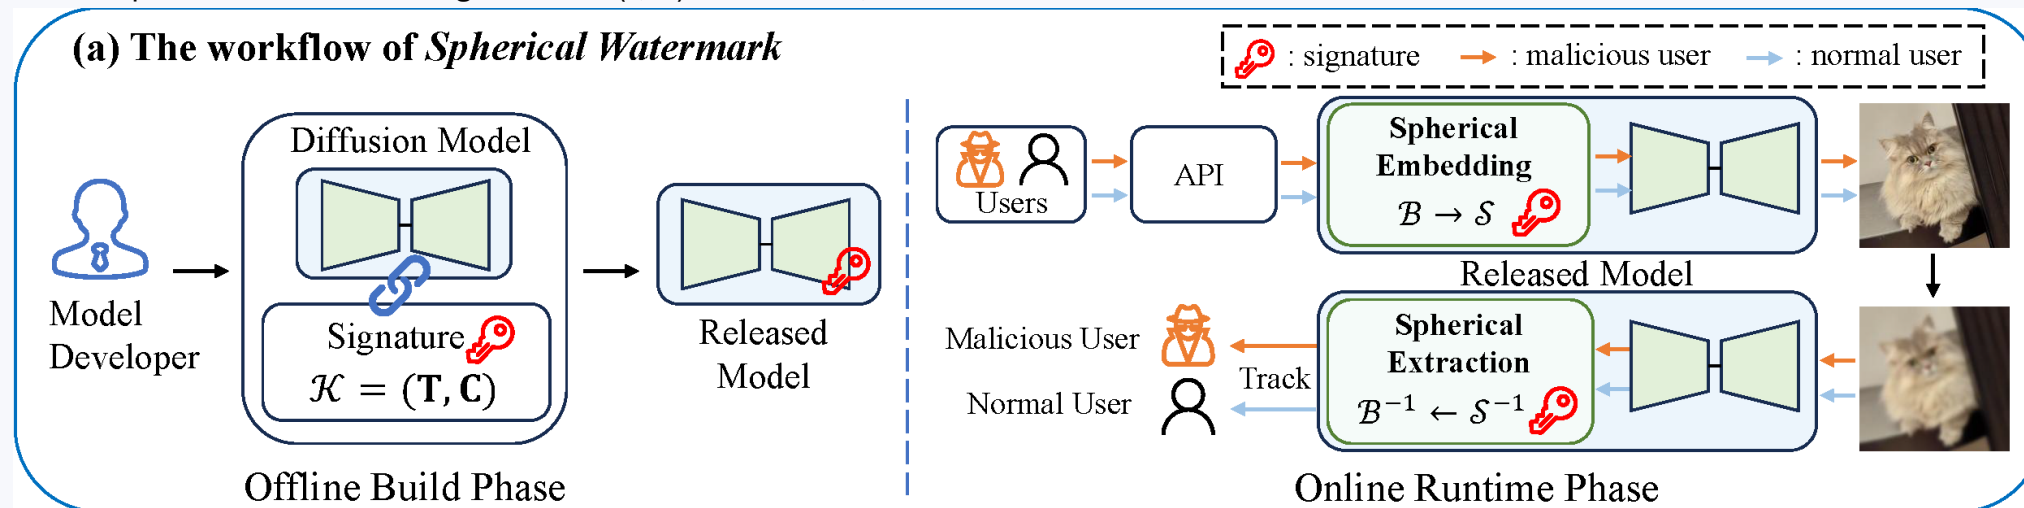 (a) The workflow of Spherical Watermark
: signature
: malicious user
: normal user
Diffusion Model
Signature
𝒦 = (T, C)
Model
Developer
Released
Model
Offline Build Phase
Users
API
Spherical
Embedding
ℬ → 𝒮
Released Model
Spherical
Extraction
ℬ⁻¹ ← 𝒮⁻¹
Malicious User
Normal User
Track
Online Runtime Phase